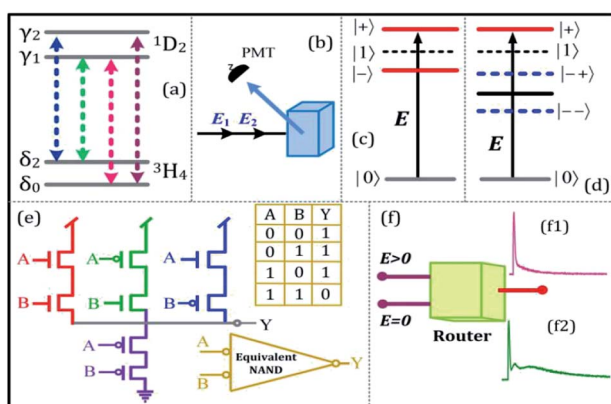 γ₂
γ₁
¹D₂
(a)
δ₂
δ₀
³H₄
PMT
(b)
E₁ E₂
|+⟩
|1⟩
|−⟩
E
(c)
|0⟩
|+⟩
|1⟩
|−+⟩
|−−⟩
E
|0⟩
(d)
(e)
A
B
A
B
A
B
A
B
Y
A B Y
0 0 1
0 1 1
1 0 1
1 1 0
A
B
Equivalent
NAND
Y
(f)
E>0
E=0
Router
(f1)
(f2)